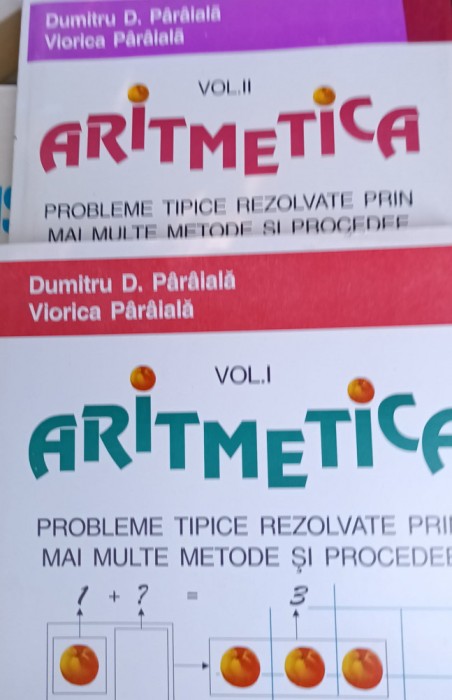 Dumitru D. Pârâială
Viorica Pârâială
VOL.II
ARITMETICA
PROBLEME TIPICE REZOLVATE PRIN
MAI MULTE METODE ȘI PROCEDEE
Dumitru D. Pârâială
Viorica Pârâială
VOL.I
ARITMETICA
PROBLEME TIPICE REZOLVATE PRI
MAI MULTE METODE ȘI PROCEDEE
1 + ? = 3